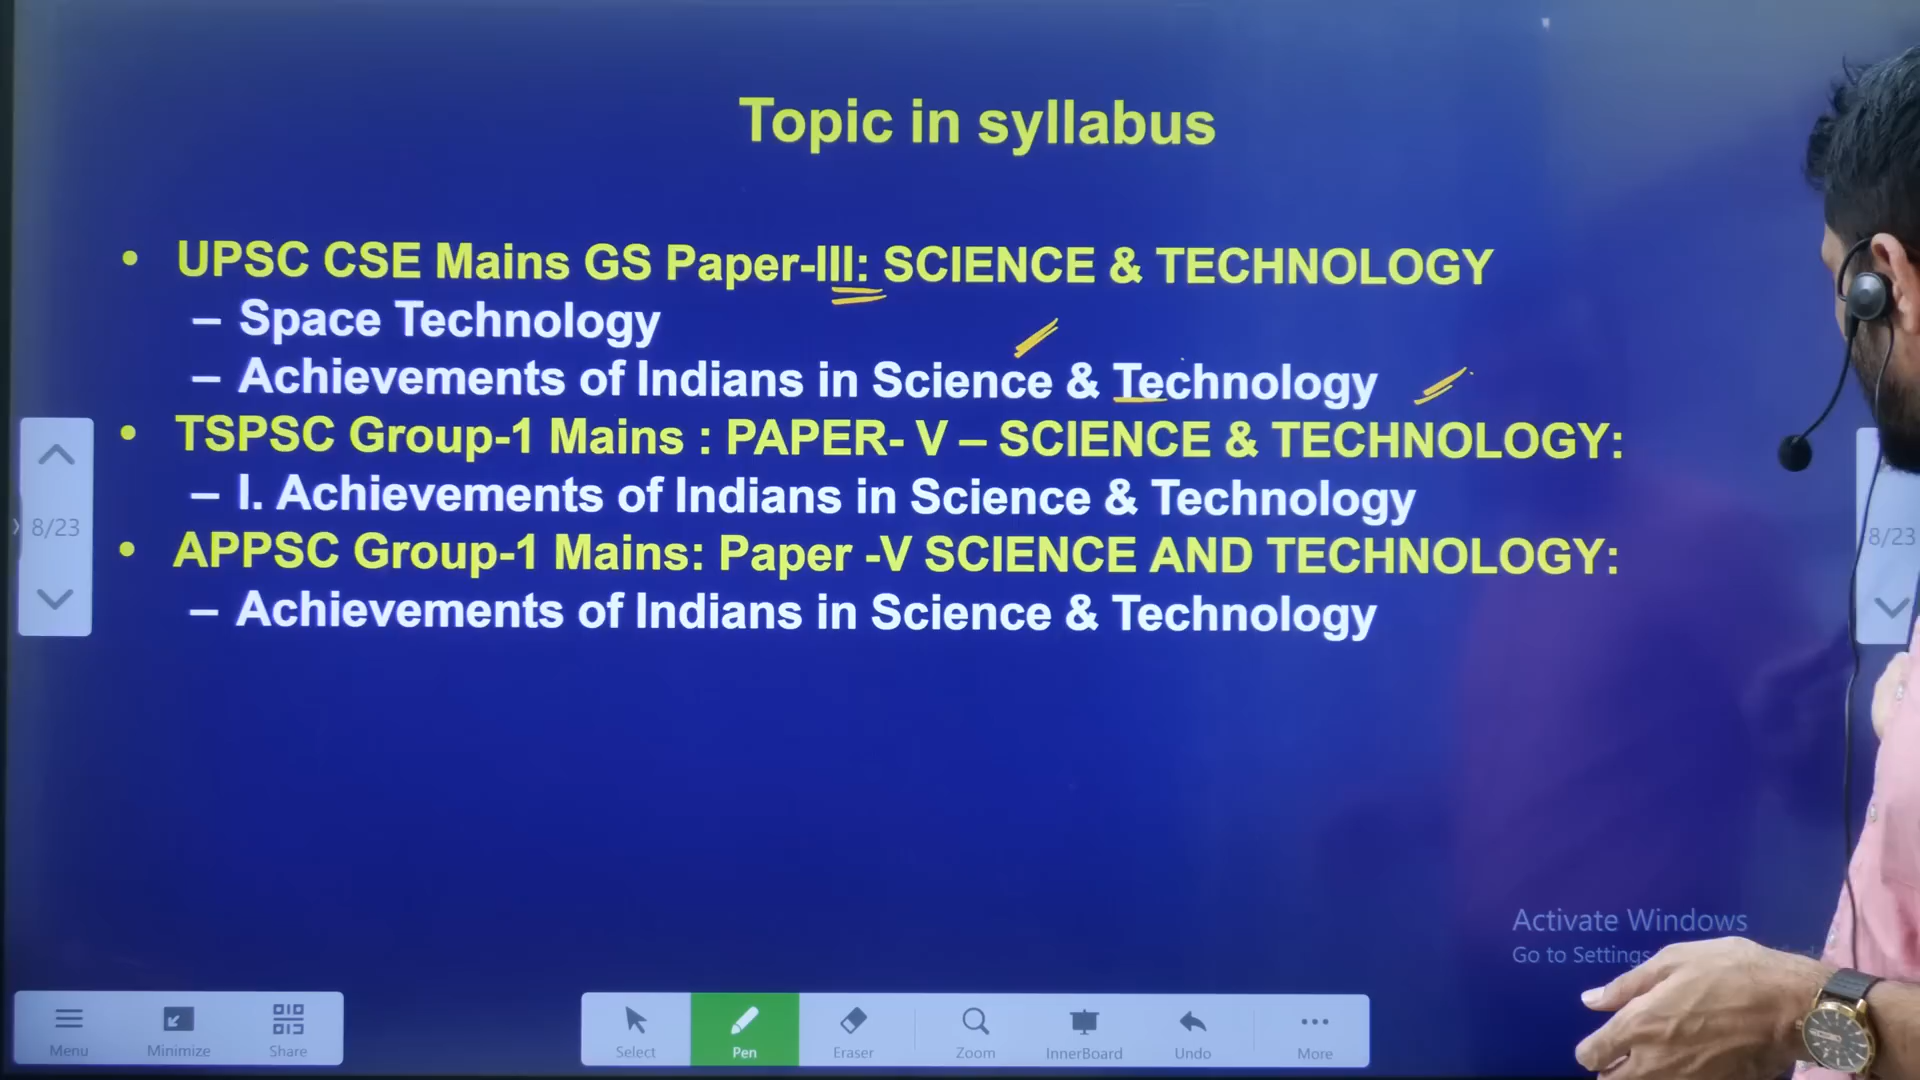 Topic in syllabus
• UPSC CSE Mains GS Paper-III: SCIENCE & TECHNOLOGY
– Space Technology
– Achievements of Indians in Science & Technology
• TSPSC Group-1 Mains : PAPER- V – SCIENCE & TECHNOLOGY:
– I. Achievements of Indians in Science & Technology
• APPSC Group-1 Mains: Paper -V SCIENCE AND TECHNOLOGY:
– Achievements of Indians in Science & Technology
8/23
8/23
Activate Windows
Go to Settings
Menu Minimize Share
Select Pen Eraser Zoom InnerBoard Undo More